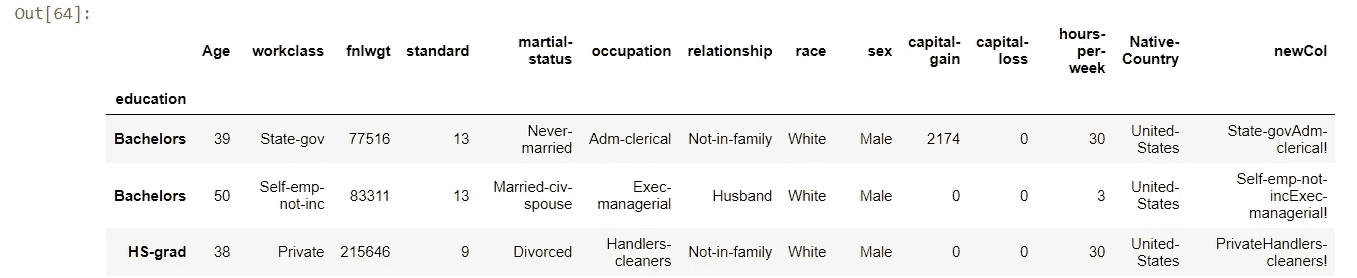 Out[64]:
Age workclass fnlwgt standard martial-status occupation relationship race sex capital-gain capital-loss hours-per-week Native-Country newCol
education
Bachelors 39 State-gov 77516 13 Never-married Adm-clerical Not-in-family White Male 2174 0 30 United-States State-govAdm-clerical!
Bachelors 50 Self-emp-not-inc 83311 13 Married-civ-spouse Exec-managerial Husband White Male 0 0 3 United-States Self-emp-not-incExec-managerial!
HS-grad 38 Private 215646 9 Divorced Handlers-cleaners Not-in-family White Male 0 0 30 United-States PrivateHandlers-cleaners!